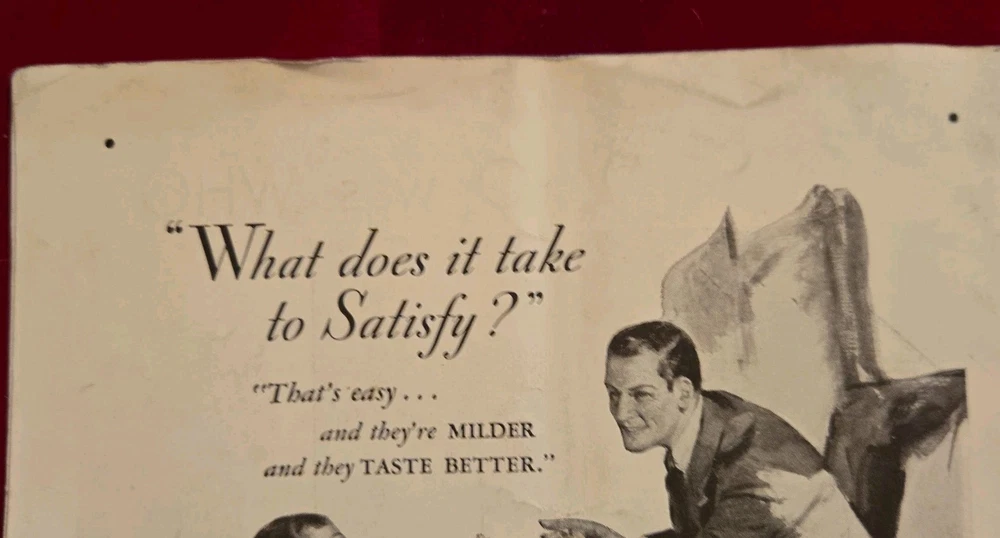 “What does it take
to Satisfy?”
“That's easy...
and they're MILDER
and they TASTE BETTER.”